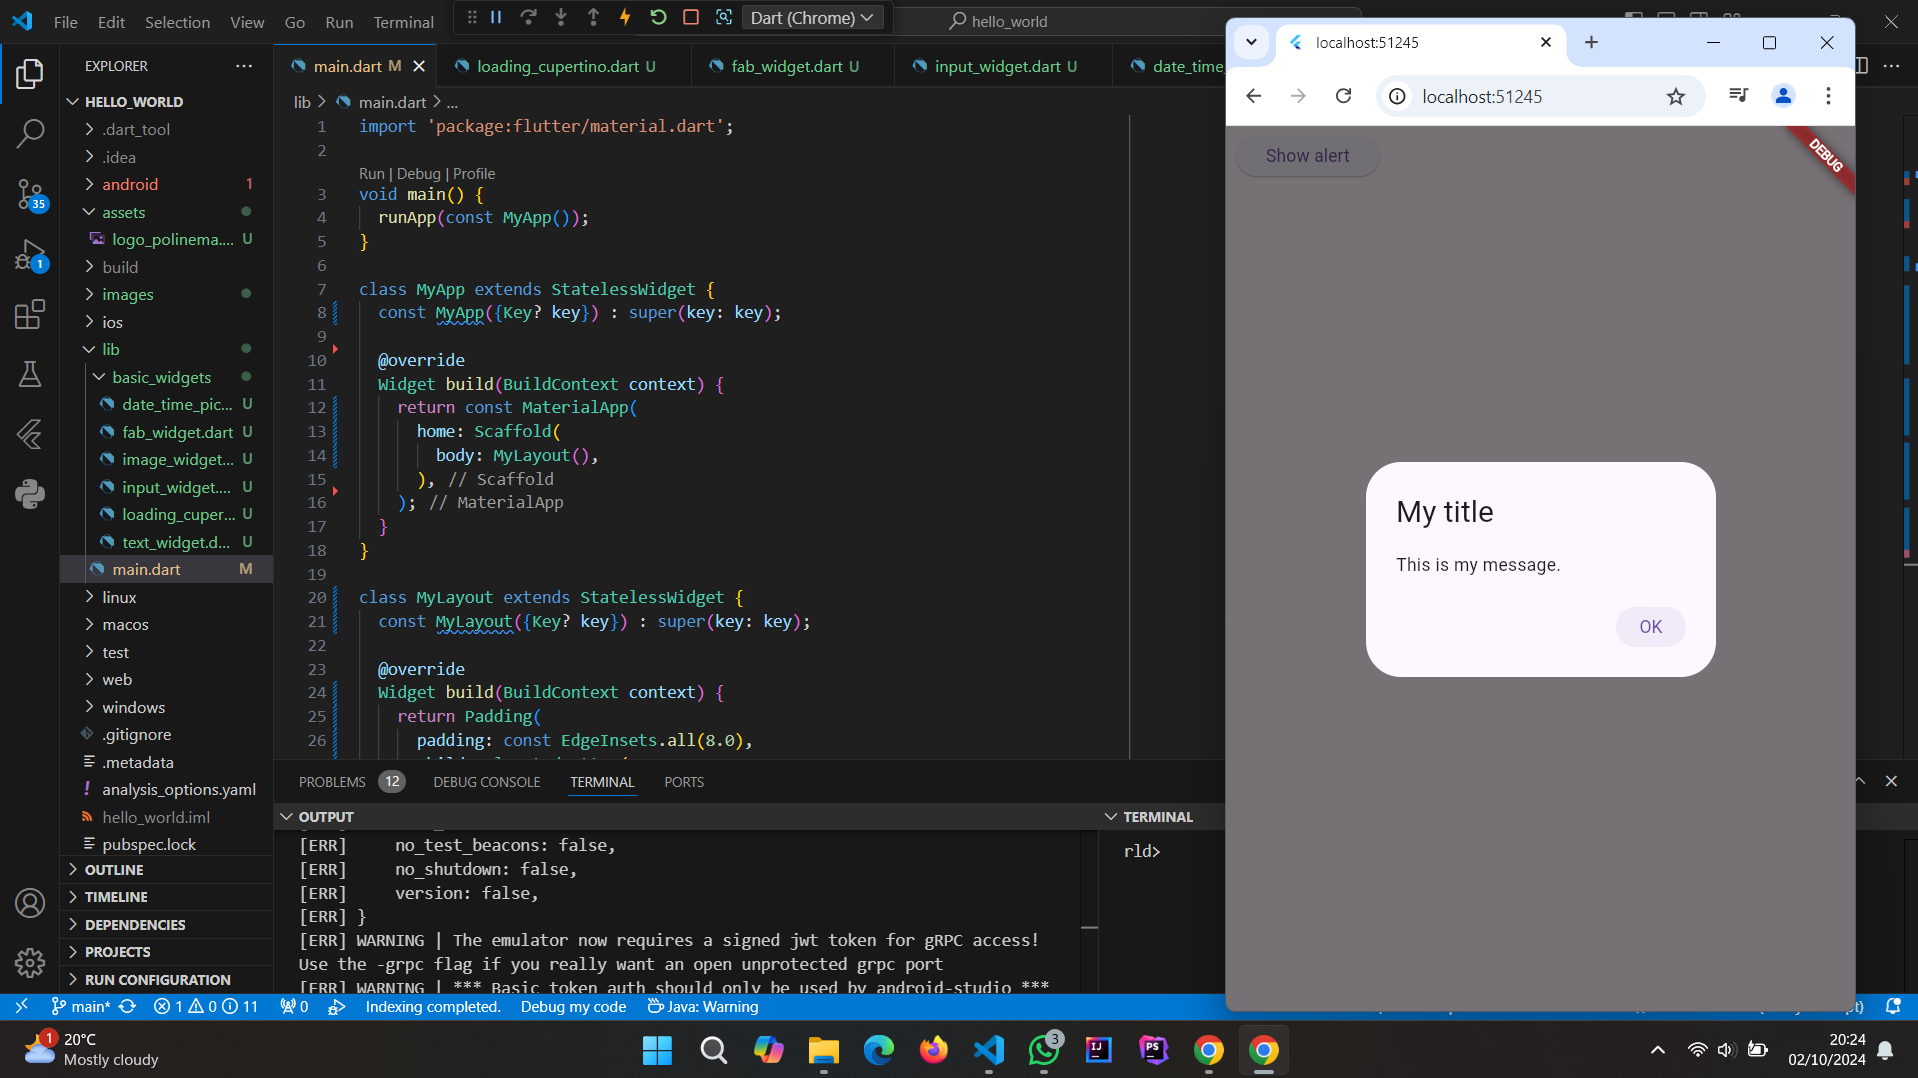 File Edit Selection View Go Run Terminal
Dart (Chrome)
hello_world
EXPLORER
HELLO_WORLD
.dart_tool
.idea
android 1
assets
logo_polinema.... U
build
images
ios
lib
basic_widgets
date_time_pic... U
fab_widget.dart U
image_widget... U
input_widget.... U
loading_cuper... U
text_widget.d... U
main.dart M
linux
macos
test
web
windows
.gitignore
.metadata
analysis_options.yaml
hello_world.iml
pubspec.lock
OUTLINE
TIMELINE
DEPENDENCIES
PROJECTS
RUN CONFIGURATION
35
1
main.dart M
loading_cupertino.dart U
fab_widget.dart U
input_widget.dart U
date_time_
lib > main.dart > ...
1 import 'package:flutter/material.dart';
2
Run | Debug | Profile
3 void main() {
4 runApp(const MyApp());
5 }
6
7 class MyApp extends StatelessWidget {
8 const MyApp({Key? key}) : super(key: key);
9
10 @override
11 Widget build(BuildContext context) {
12 return const MaterialApp(
13 home: Scaffold(
14 body: MyLayout(),
15 ), // Scaffold
16 ); // MaterialApp
17 }
18 }
19
20 class MyLayout extends StatelessWidget {
21 const MyLayout({Key? key}) : super(key: key);
22
23 @override
24 Widget build(BuildContext context) {
25 return Padding(
26 padding: const EdgeInsets.all(8.0),
PROBLEMS 12 DEBUG CONSOLE TERMINAL PORTS
OUTPUT
[ERR] no_test_beacons: false,
[ERR] no_shutdown: false,
[ERR] version: false,
[ERR] }
[ERR] WARNING | The emulator now requires a signed jwt token for gRPC access!
Use the -grpc flag if you really want an open unprotected grpc port
[ERR] WARNING | *** Basic token auth should only be used by android-studio ***
TERMINAL
rld>
localhost:51245
localhost:51245
Show alert
DEBUG
My title
This is my message.
OK
main* 1 0 11 0 Indexing completed. Debug my code Java: Warning
1
20°C
Mostly cloudy
3
IJ
PS
20:24
02/10/2024